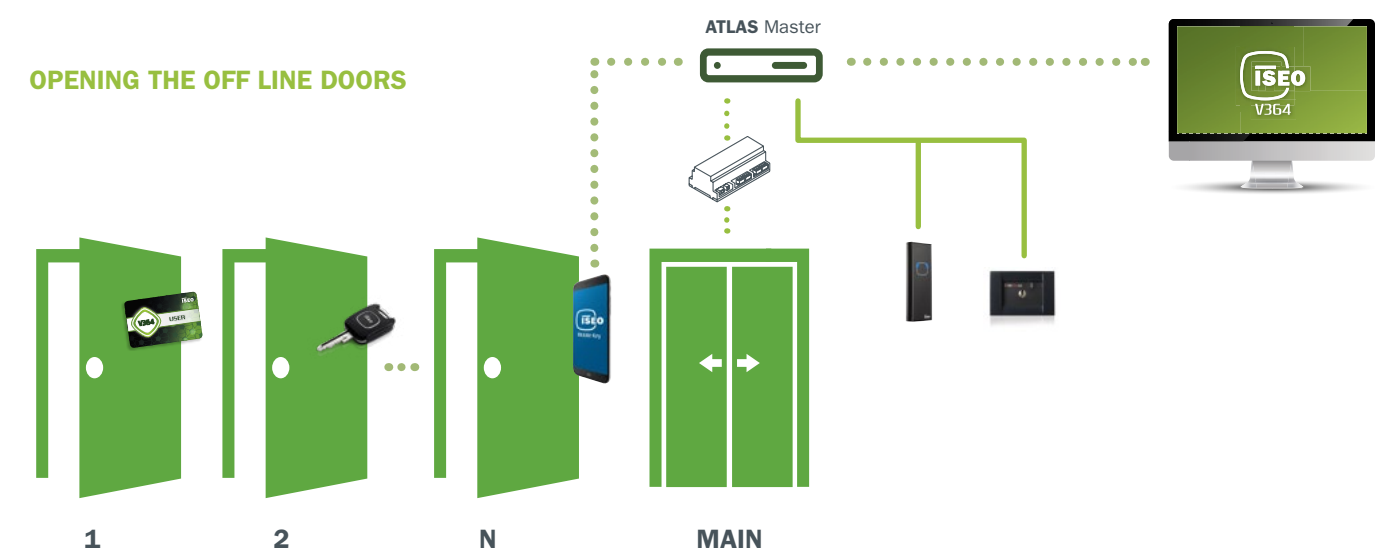 ATLAS Master
OPENING THE OFF LINE DOORS
ISEO
V364
ISEO
V364
USER
ISEO
1
2
N
MAIN